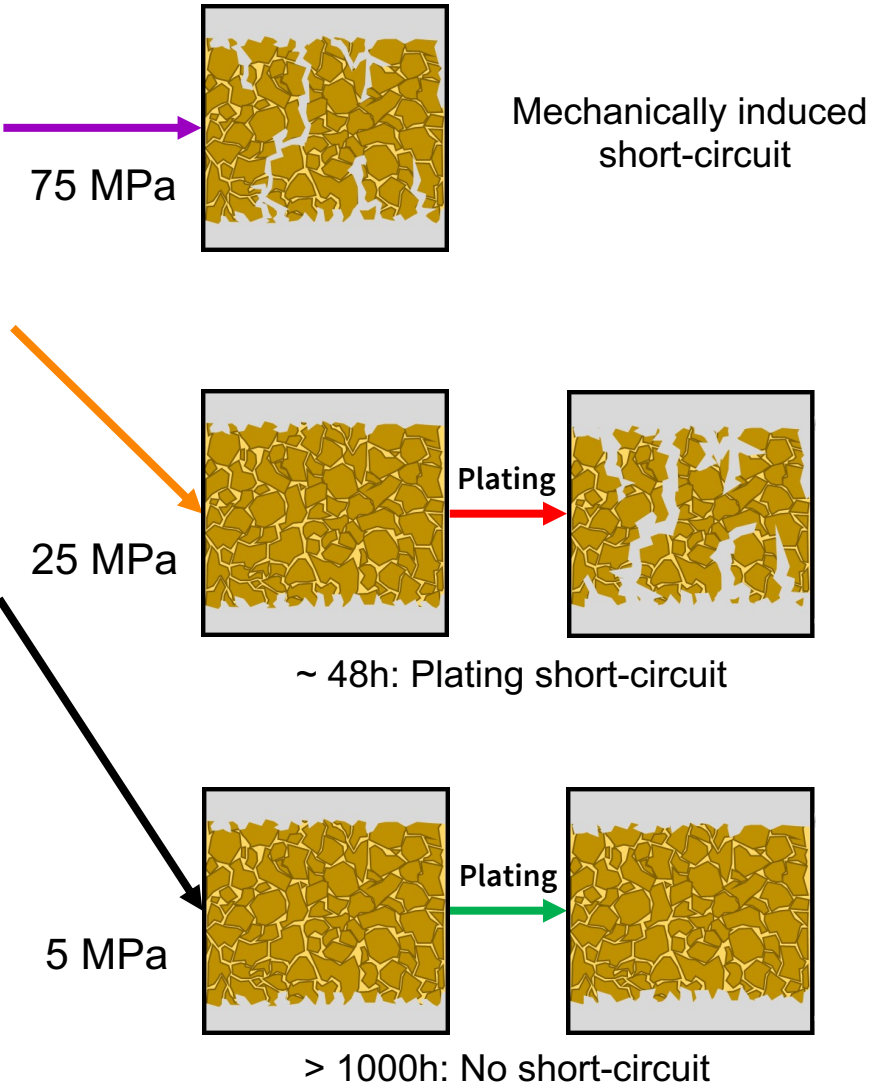 Mechanically induced
short-circuit
75 MPa
Plating
25 MPa
~ 48h: Plating short-circuit
Plating
5 MPa
> 1000h: No short-circuit